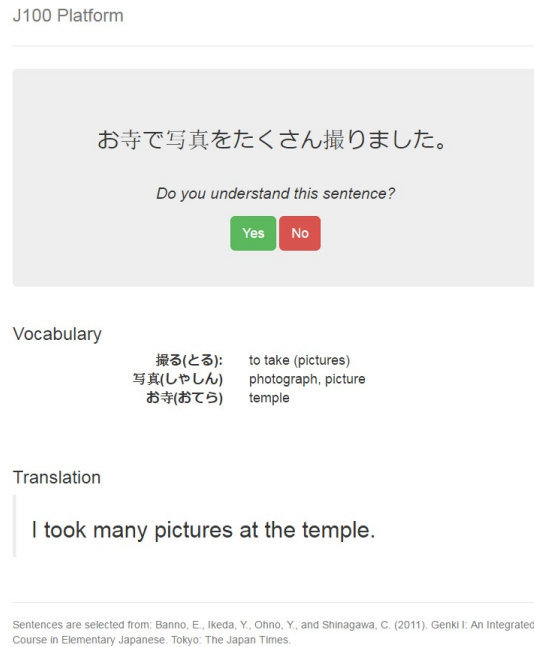 J100 Platform
お寺で写真をたくさん撮りました。
Do you understand this sentence?
Yes No
Vocabulary
撮る(とる): to take (pictures)
写真(しゃしん) photograph, picture
お寺(おてら) temple
Translation
I took many pictures at the temple.
Sentences are selected from: Banno, E., Ikeda, Y., Ohno, Y., and Shinagawa, C. (2011). Genki I: An Integrated
Course in Elementary Japanese. Tokyo: The Japan Times.